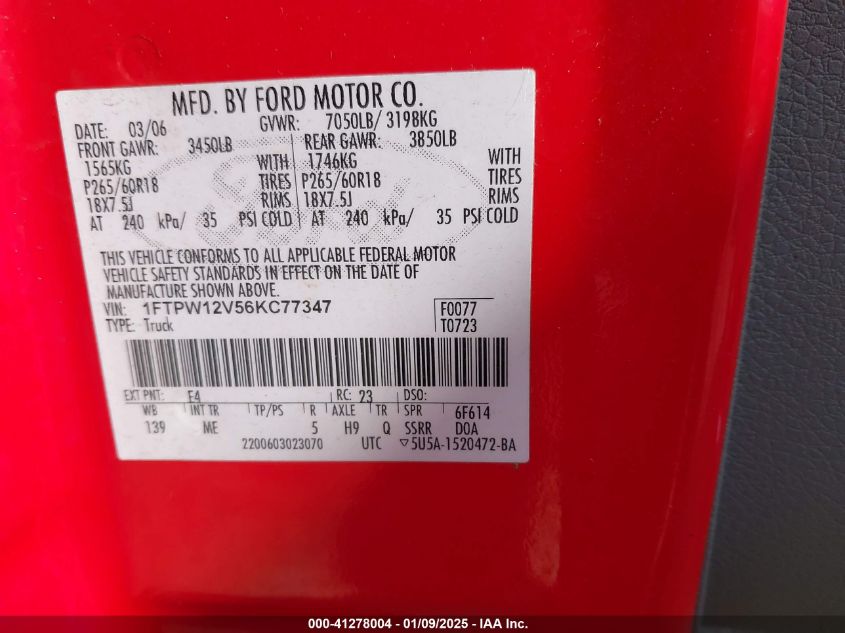 MFD. BY FORD MOTOR CO.
DATE: 03/06 GVWR: 7050LB/ 3198KG
FRONT GAWR: 3450LB REAR GAWR: 3850LB
1565KG WITH 1746KG WITH
P265/60R18 TIRES P265/60R18 TIRES
18X7.5J RIMS 18X7.5J RIMS
AT 240 kPa/ 35 PSI COLD AT 240 kPa/ 35 PSI COLD
THIS VEHICLE CONFORMS TO ALL APPLICABLE FEDERAL MOTOR
VEHICLE SAFETY STANDARDS IN EFFECT ON THE DATE OF
MANUFACTURE SHOWN ABOVE.
VIN: 1FTPW12V56KC77347 F0077
TYPE: Truck T0723
EXT PNT: E4 RC: 23 DSO:
WB INT TR TP/PS R AXLE TR SPR 6F614
139 ME 5 H9 Q SSRR DOA
2200603023070 UTC ▽5U5A-1520472-BA
000-41278004 - 01/09/2025 - IAA Inc.